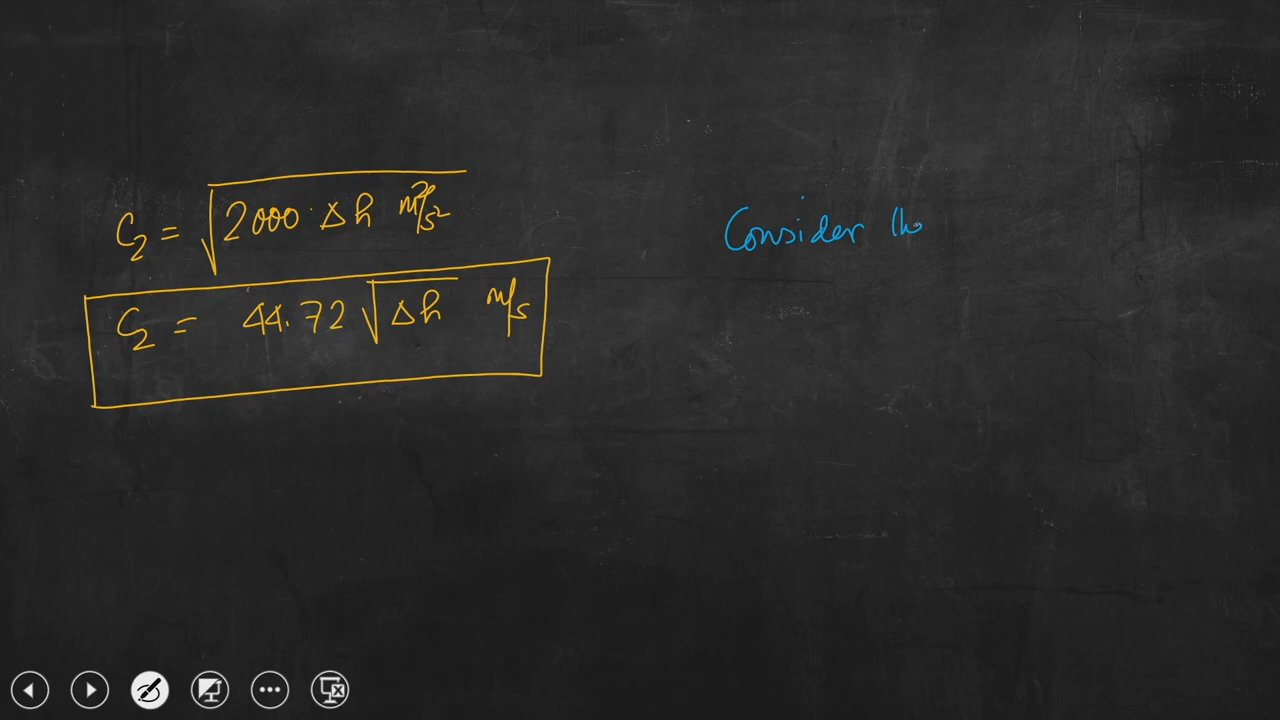 C₂ = √(2000 · Δh m²/s²)
C₂ = 44.72 √(Δh) m/s
Consider